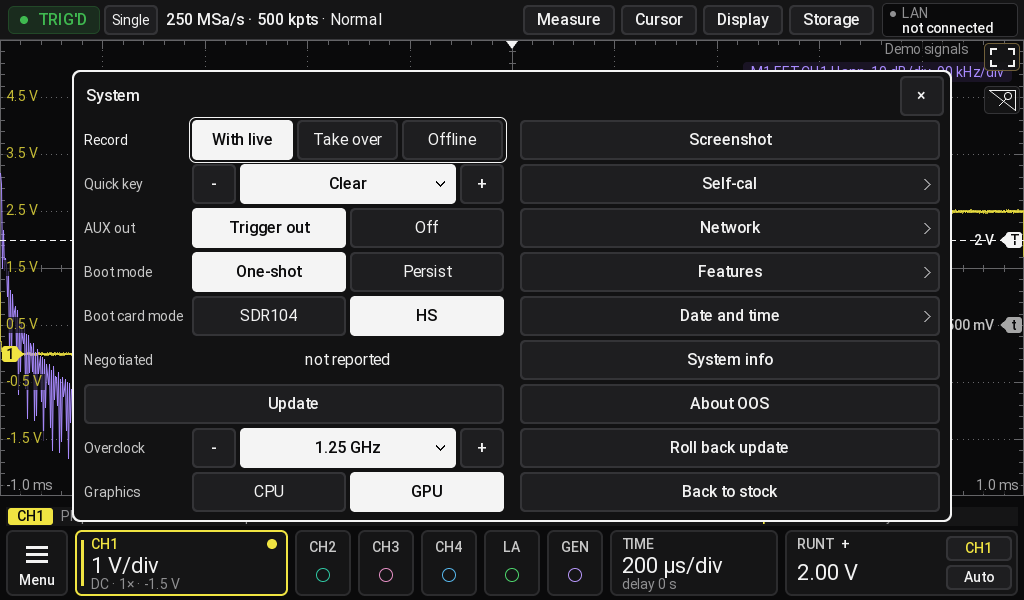 TRIG'D Single 250 MSa/s · 500 kpts · Normal Measure Cursor Display Storage LAN
not connected
Demo signals
4.5 V
System ×
Record With live Take over Offline Screenshot
3.5 V
Quick key - Clear + Self-cal
2.5 V
AUX out Trigger out Off Network
2 V T
1.5 V
Boot mode One-shot Persist Features
0.5 V
Boot card mode SDR104 HS Date and time
500 mV t
1
Negotiated not reported System info
-0.5 V
Update About OOS
-1.5 V
Overclock - 1.25 GHz + Roll back update
-1.0 ms 1.0 ms
Graphics CPU GPU Back to stock
CH1
Menu
CH1
1 V/div
DC · 1× · -1.5 V
CH2 CH3 CH4 LA GEN
TIME
200 µs/div
delay 0 s
RUNT +
2.00 V
CH1
Auto